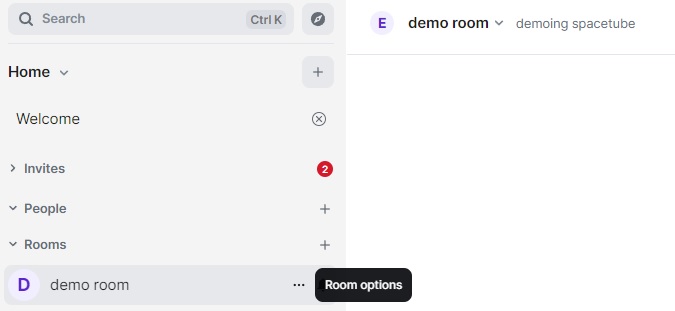 Search
Ctrl K
Home
Welcome
Invites
2
People
Rooms
D
demo room
Room options
E
demo room
demoing spacetube